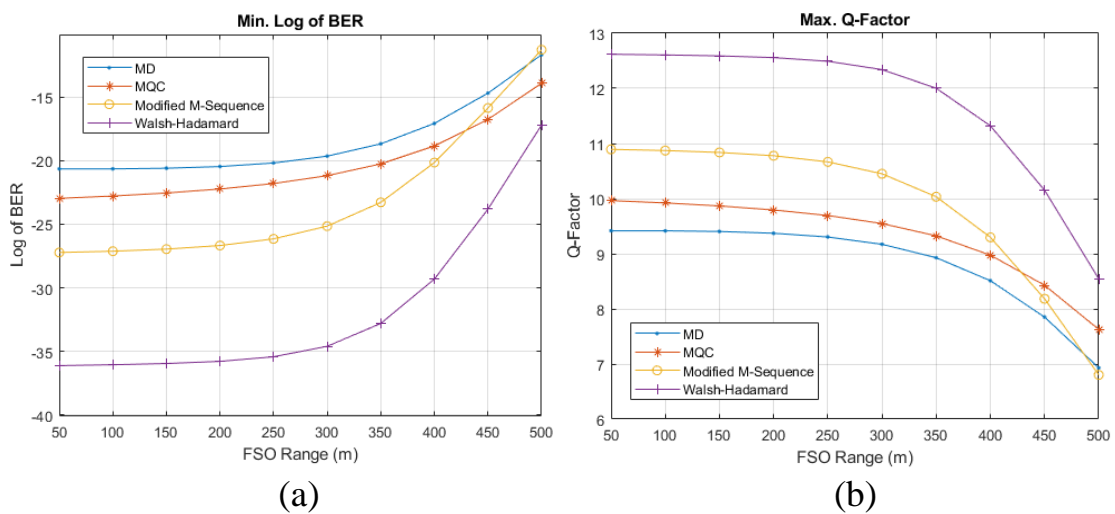 Min. Log of BER
Log of BER
-15
-20
-25
-30
-35
-40
MD
MQC
Modified M-Sequence
Walsh-Hadamard
50 100 150 200 250 300 350 400 450 500
FSO Range (m)
(a)
Max. Q-Factor
Q-Factor
13
12
11
10
9
8
7
6
MD
MQC
Modified M-Sequence
Walsh-Hadamard
50 100 150 200 250 300 350 400 450 500
FSO Range (m)
(b)